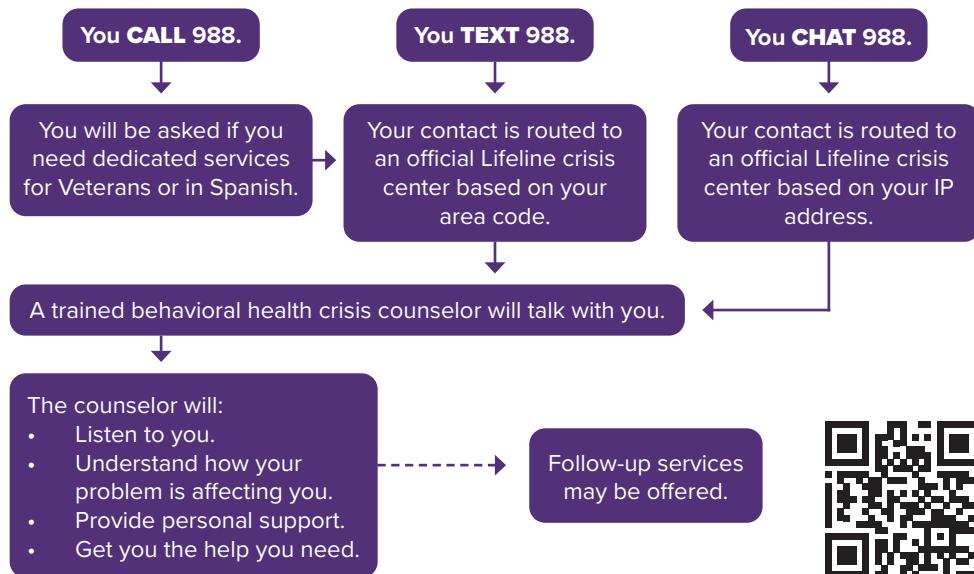 You CALL 988.
You TEXT 988.
You CHAT 988.
You will be asked if you
need dedicated services
for Veterans or in Spanish.
Your contact is routed to
an official Lifeline crisis
center based on your
area code.
Your contact is routed to
an official Lifeline crisis
center based on your IP
address.
A trained behavioral health crisis counselor will talk with you.
The counselor will:
• Listen to you.
• Understand how your
problem is affecting you.
• Provide personal support.
• Get you the help you need.
Follow-up services
may be offered.